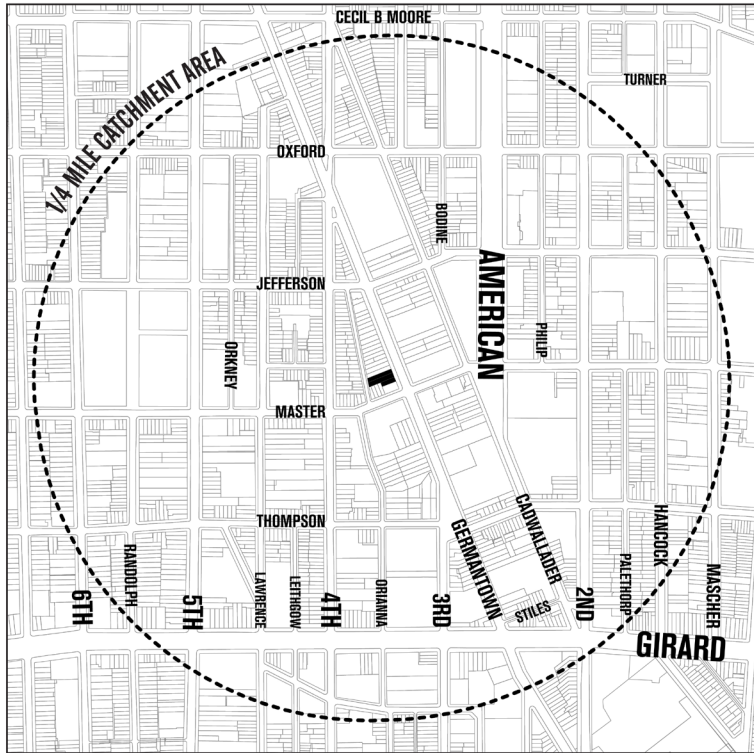 CECIL B MOORE
1/4 MILE CATCHMENT AREA
TURNER
OXFORD
BODINE
AMERICAN
JEFFERSON
PHILIP
ORKNEY
MASTER
THOMPSON
CADWALLADER
GERMANTOWN
HANCOCK
PALETHORP
MASCHER
RANDOLPH
6TH
5TH
LAWRENCE
LEITHGOW
4TH
ORIANNA
3RD
STILES
2ND
GIRARD